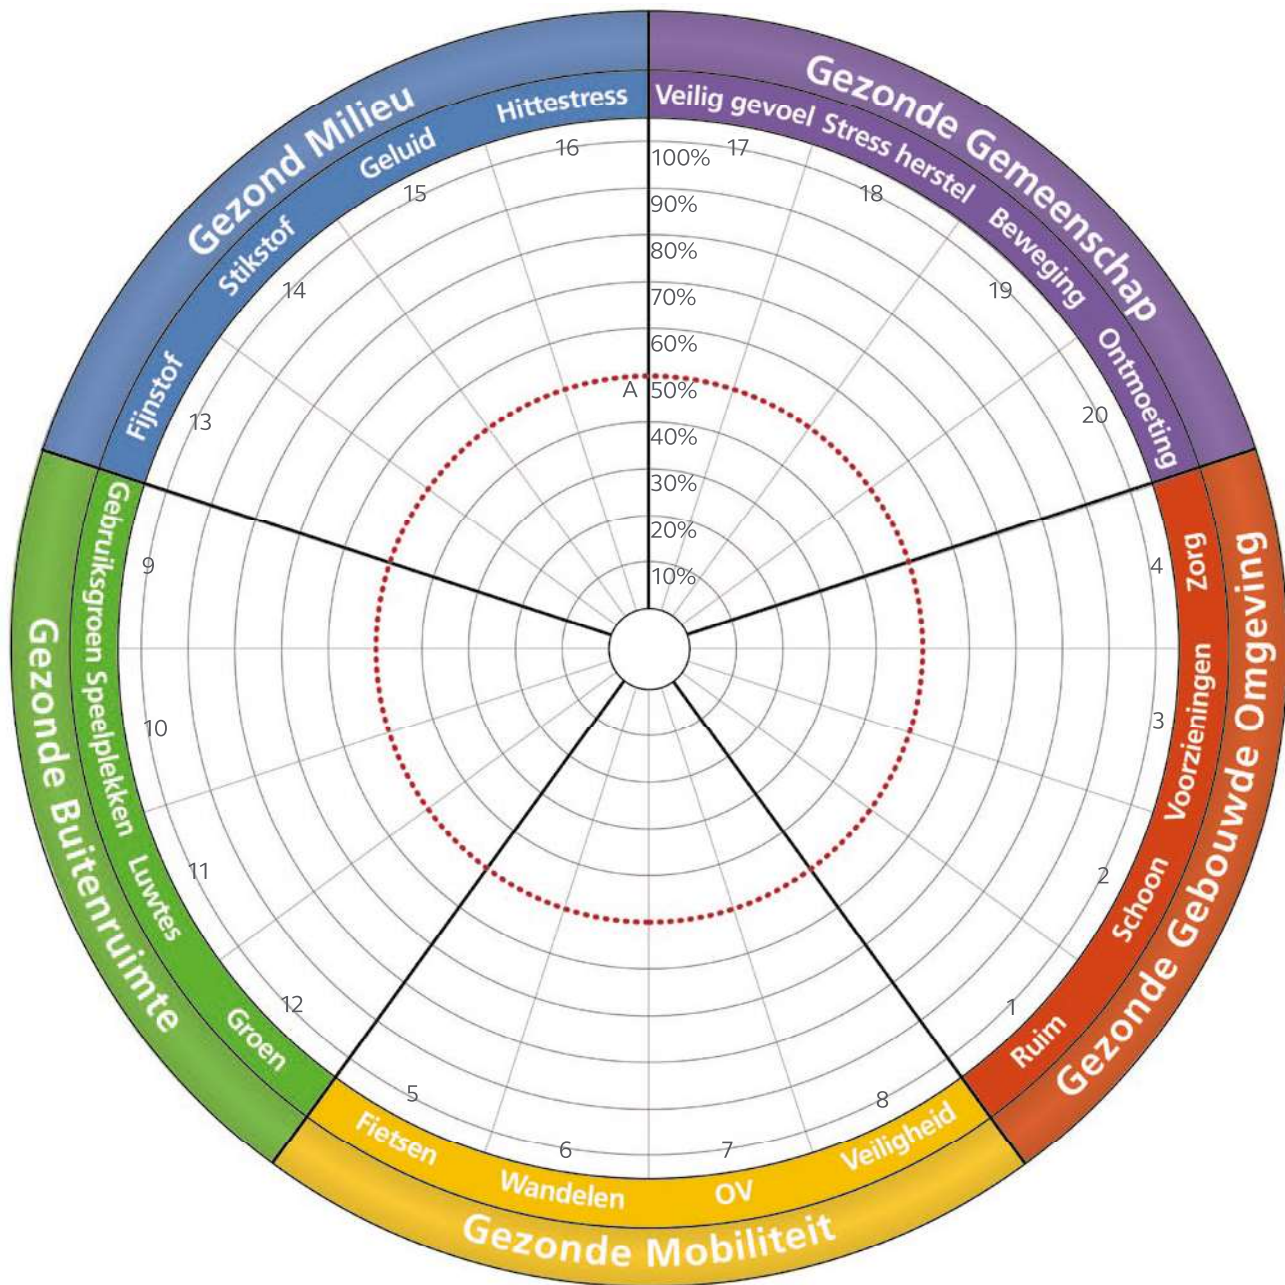 Gezonde Gemeenschap
Veilig gevoel
Stress herstel
Beweging
Ontmoeting
17
18
19
20
Gezonde Gebouwde Omgeving
Zorg
Voorzieningen
Schoon
Ruim
4
3
2
1
Gezonde Mobiliteit
Fietsen
Wandelen
OV
Veiligheid
5
6
7
8
Gezonde Buitenruimte
Gebruiksgroen
Speelplekken
Luwtes
Groen
9
10
11
12
Gezond Milieu
Fijnstof
Stikstof
Geluid
Hittestress
13
14
15
16
100%
90%
80%
70%
60%
A 50%
40%
30%
20%
10%